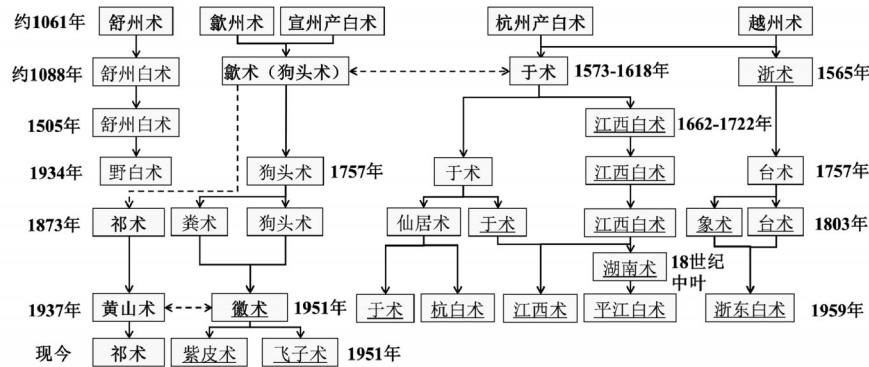 约1061年 舒州术 歙州术 宣州产白术 杭州产白术 越州术
约1088年 舒州白术 歙术（狗头术） 于术 1573-1618年 浙术 1565年
1505年 舒州白术 江西白术 1662-1722年
1934年 野白术 狗头术 1757年 于术 江西白术 台术 1757年
1873年 祁术 粪术 狗头术 仙居术 于术 江西白术 象术 台术 1803年
湖南术 18世纪
中叶
1937年 黄山术 徽术 1951年 于术 杭白术 江西术 平江白术 浙东白术 1959年
现今 祁术 紫皮术 飞子术 1951年